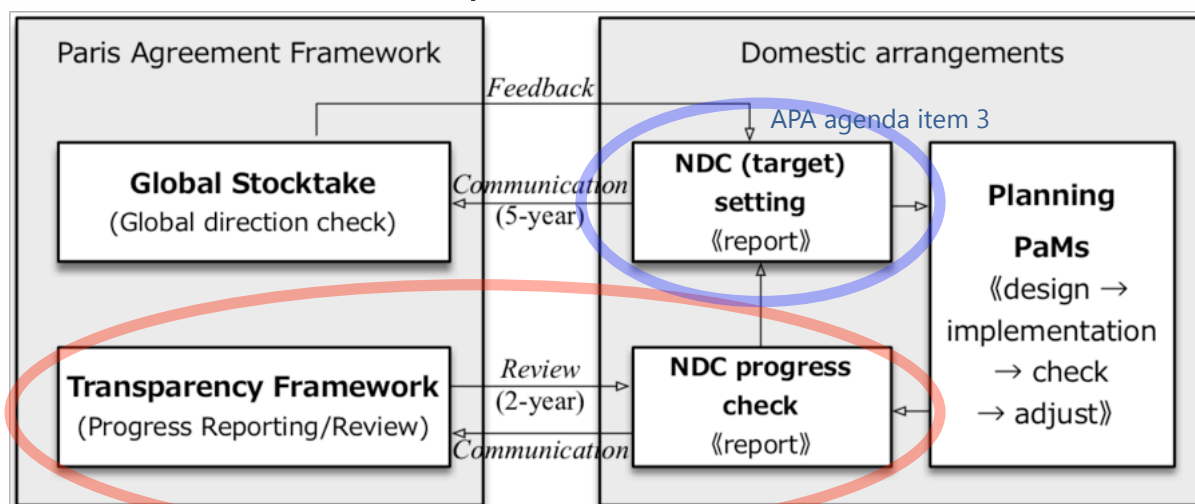 Paris Agreement Framework
Domestic arrangements
Feedback
APA agenda item 3
Global Stocktake
(Global direction check)
Communication
(5-year)
NDC (target)
setting
《report》
Planning
PaMs
《design →
implementation
→ check
→ adjust》
Transparency Framework
(Progress Reporting/Review)
Review
(2-year)
Communication
NDC progress
check
《report》